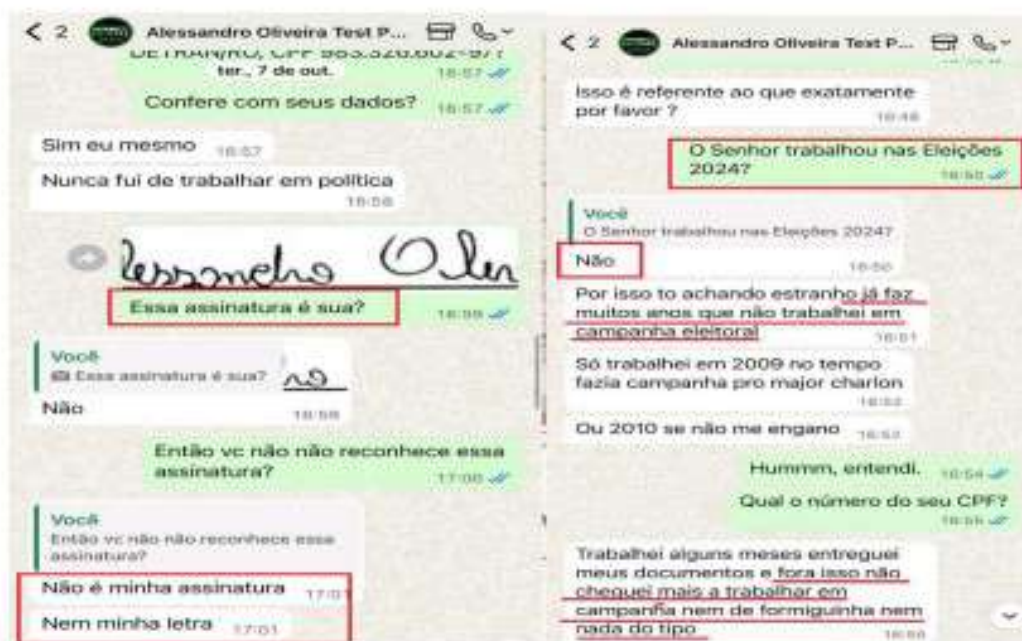 2 Alessandro Oliveira Test P...
ter., 7 de out.
16:57
Confere com seus dados? 16:57
Sim eu mesmo 16:57
Nunca fui de trabalhar em política
16:58
Essa assinatura é sua? 16:59
Você
Essa assinatura é sua?
Não 16:59
Então vc não não reconhece essa
assinatura? 17:00
Você
Então vc não não reconhece essa
assinatura?
Não é minha assinatura 17:01
Nem minha letra 17:01
2 Alessandro Oliveira Test P...
Isso é referente ao que exatamente
por favor ? 16:48
O Senhor trabalhou nas Eleições
2024? 16:50
Você
O Senhor trabalhou nas Eleições 2024?
Não 16:50
Por isso to achando estranho já faz
muitos anos que não trabalhei em
campanha eleitoral 16:51
Só trabalhei em 2009 no tempo
fazia campanha pro major charlon
16:52
Ou 2010 se não me engano 16:52
Hummm, entendi. 16:54
Qual o número do seu CPF?
16:55
Trabalhei alguns meses entreguei
meus documentos e fora isso não
cheguei mais a trabalhar em
campanha nem de formiguinha nem
nada do tipo